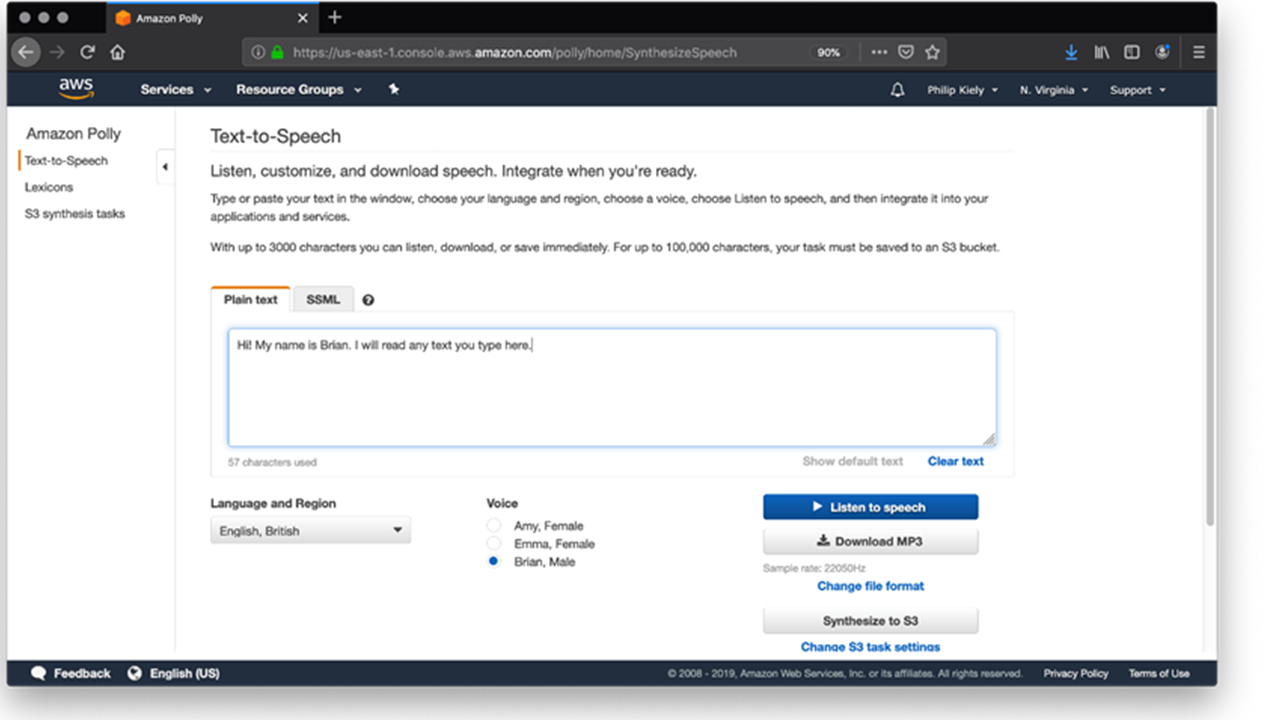 Amazon Polly
https://us-east-1.console.aws.amazon.com/polly/home/SynthesizeSpeech 90%
aws Services Resource Groups Philip Kiely N. Virginia Support
Amazon Polly
Text-to-Speech
Lexicons
S3 synthesis tasks
Text-to-Speech
Listen, customize, and download speech. Integrate when you're ready.
Type or paste your text in the window, choose your language and region, choose a voice, choose Listen to speech, and then integrate it into your
applications and services.
With up to 3000 characters you can listen, download, or save immediately. For up to 100,000 characters, your task must be saved to an S3 bucket.
Plain text SSML ?
Hi! My name is Brian. I will read any text you type here.
57 characters used Show default text Clear text
Language and Region
English, British
Voice
Amy, Female
Emma, Female
Brian, Male
Listen to speech
Download MP3
Sample rate: 22050Hz
Change file format
Synthesize to S3
Change S3 task settings
Feedback English (US) © 2008 - 2019, Amazon Web Services, Inc. or its affiliates. All rights reserved. Privacy Policy Terms of Use